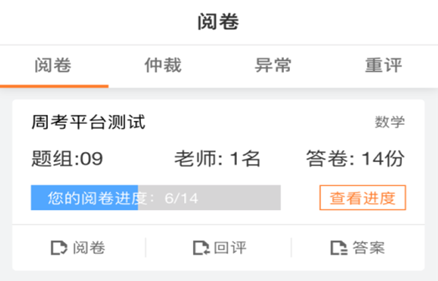 阅卷
阅卷 仲裁 异常 重评
周考平台测试 数学
题组:09 老师: 1名 答卷: 14份
您的阅卷进度: 6/14 查看进度
阅卷 回评 答案